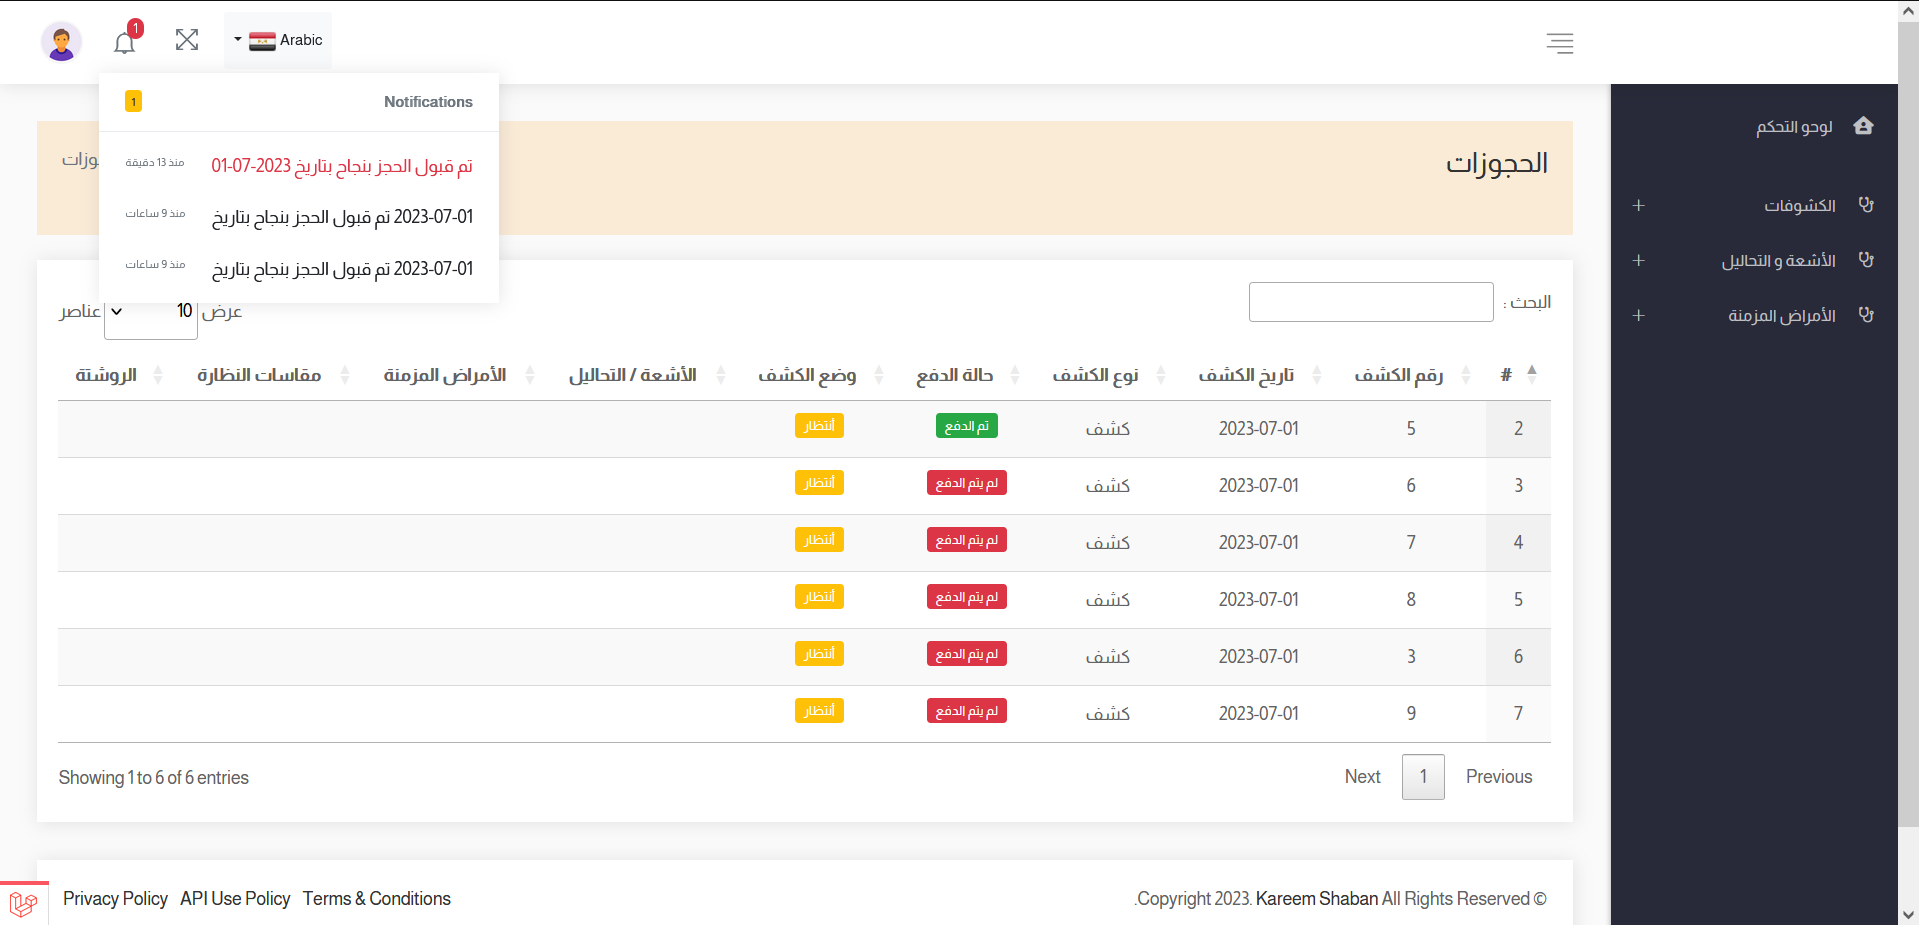 Arabic
1
Notifications
1
تم قبول الحجز بنجاح بتاريخ 2023-07-01
منذ 13 دقيقة
2023-07-01 تم قبول الحجز بنجاح بتاريخ
منذ 9 ساعات
2023-07-01 تم قبول الحجز بنجاح بتاريخ
منذ 9 ساعات
لوحو التحكم
الكشوفات
الأشعة و التحاليل
الأمراض المزمنة
الحجوزات
البحث :
عرض 10 عناصر
# رقم الكشف تاريخ الكشف نوع الكشف حالة الدفع وضع الكشف الأشعة / التحاليل الأمراض المزمنة مقاسات النظارة الروشتة
2 5 2023-07-01 كشف تم الدفع أنتظار
3 6 2023-07-01 كشف لم يتم الدفع أنتظار
4 7 2023-07-01 كشف لم يتم الدفع أنتظار
5 8 2023-07-01 كشف لم يتم الدفع أنتظار
6 3 2023-07-01 كشف لم يتم الدفع أنتظار
7 9 2023-07-01 كشف لم يتم الدفع أنتظار
Previous 1 Next
Showing 1 to 6 of 6 entries
© Copyright 2023. Kareem Shaban All Rights Reserved.
Privacy Policy API Use Policy Terms & Conditions